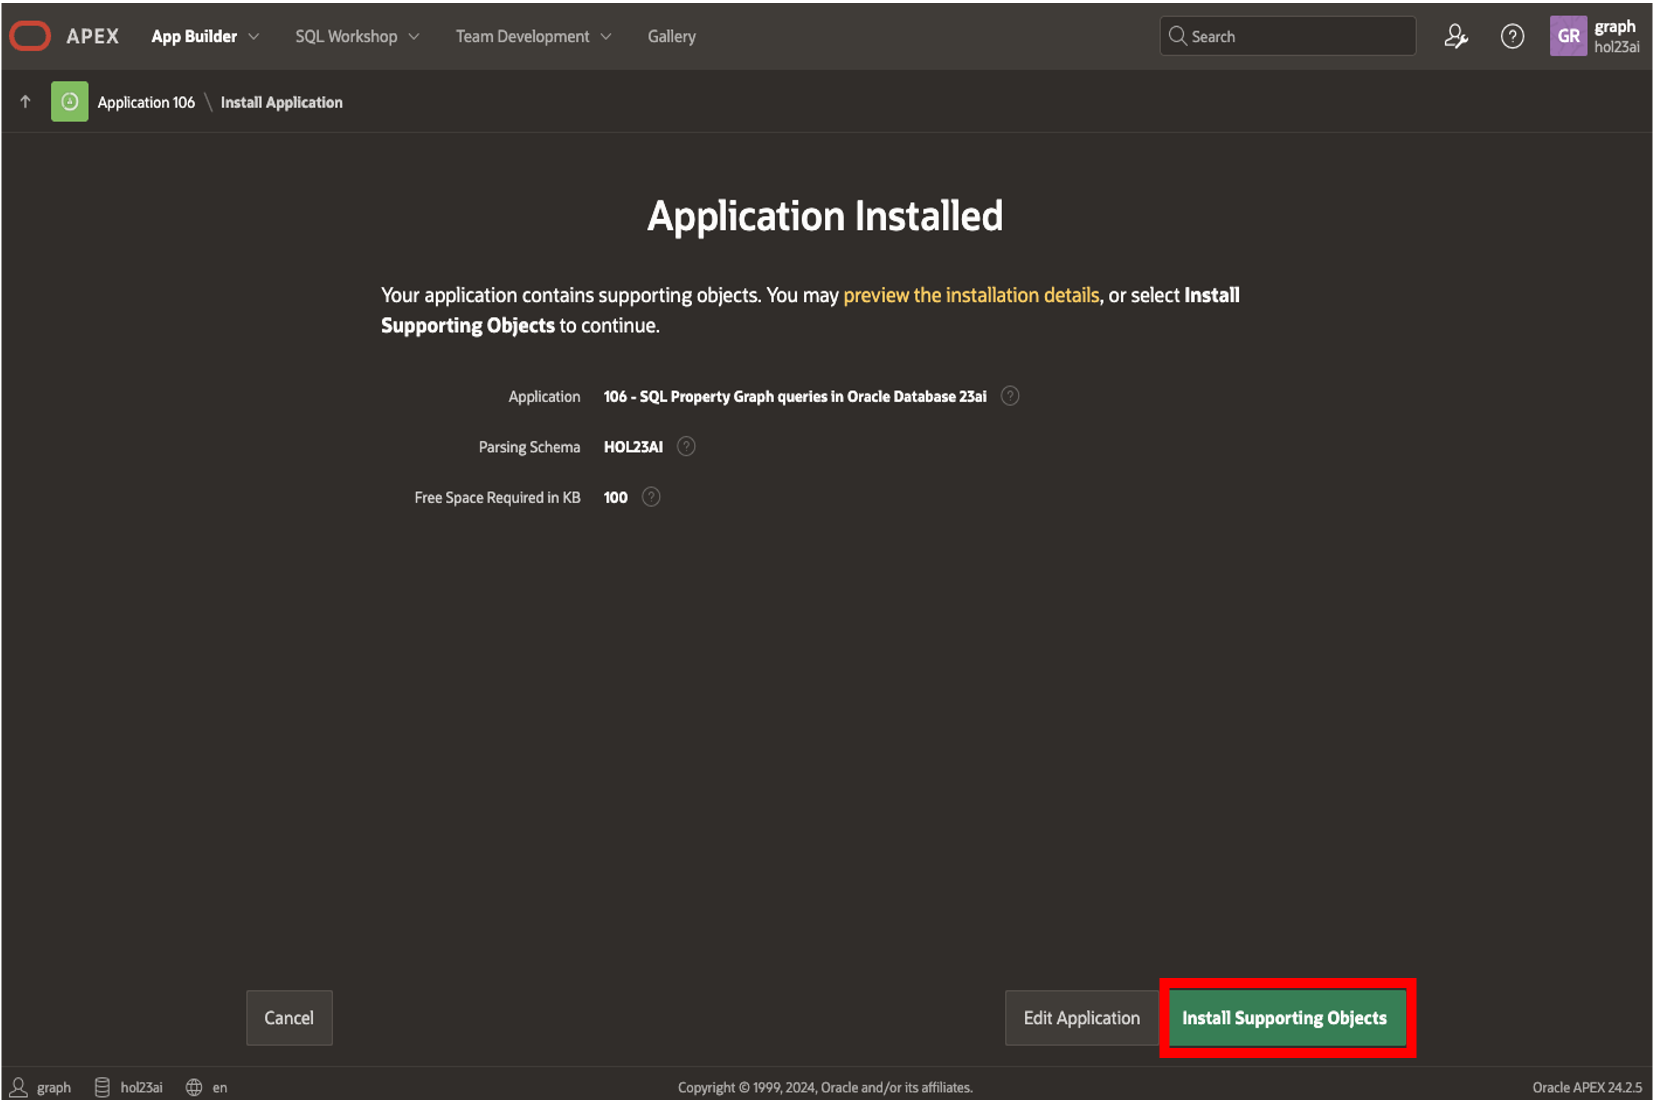 APEX App Builder SQL Workshop Team Development Gallery Search GR graph
hol23ai
Application 106 \ Install Application
Application Installed
Your application contains supporting objects. You may preview the installation details, or select Install
Supporting Objects to continue.
Application 106 - SQL Property Graph queries in Oracle Database 23ai ?
Parsing Schema HOL23AI ?
Free Space Required in KB 100 ?
Cancel Edit Application Install Supporting Objects
graph hol23ai en Copyright © 1999, 2024, Oracle and/or its affiliates. Oracle APEX 24.2.5